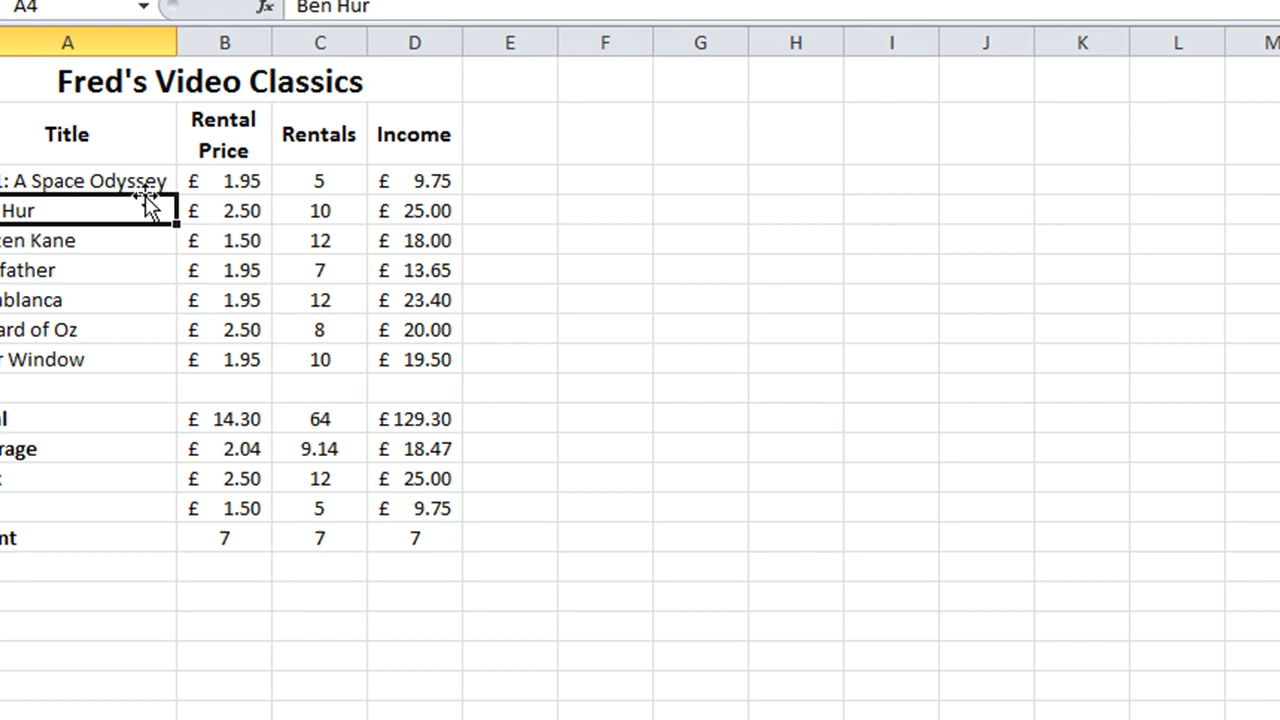 A4 fx Ben Hur
A B C D E F G H I J K L M
Fred's Video Classics
Title Rental Price Rentals Income
: A Space Odyssey £ 1.95 5 £ 9.75
Hur £ 2.50 10 £ 25.00
en Kane £ 1.50 12 £ 18.00
father £ 1.95 7 £ 13.65
ablanca £ 1.95 12 £ 23.40
ard of Oz £ 2.50 8 £ 20.00
r Window £ 1.95 10 £ 19.50
l £ 14.30 64 £ 129.30
rage £ 2.04 9.14 £ 18.47
£ 2.50 12 £ 25.00
£ 1.50 5 £ 9.75
nt 7 7 7